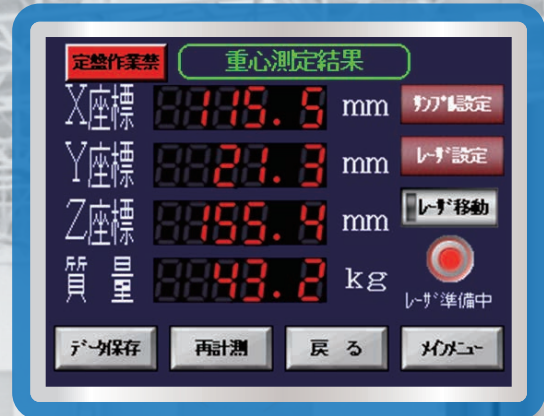 定盤作業禁
重心測定結果
X座標 115.5 mm
サンプル設定
Y座標 21.3 mm
レーザ設定
Z座標 155.4 mm
レーザ移動
質量 43.2 kg
レーザ準備中
データ保存 再計測 戻る メインメニュー